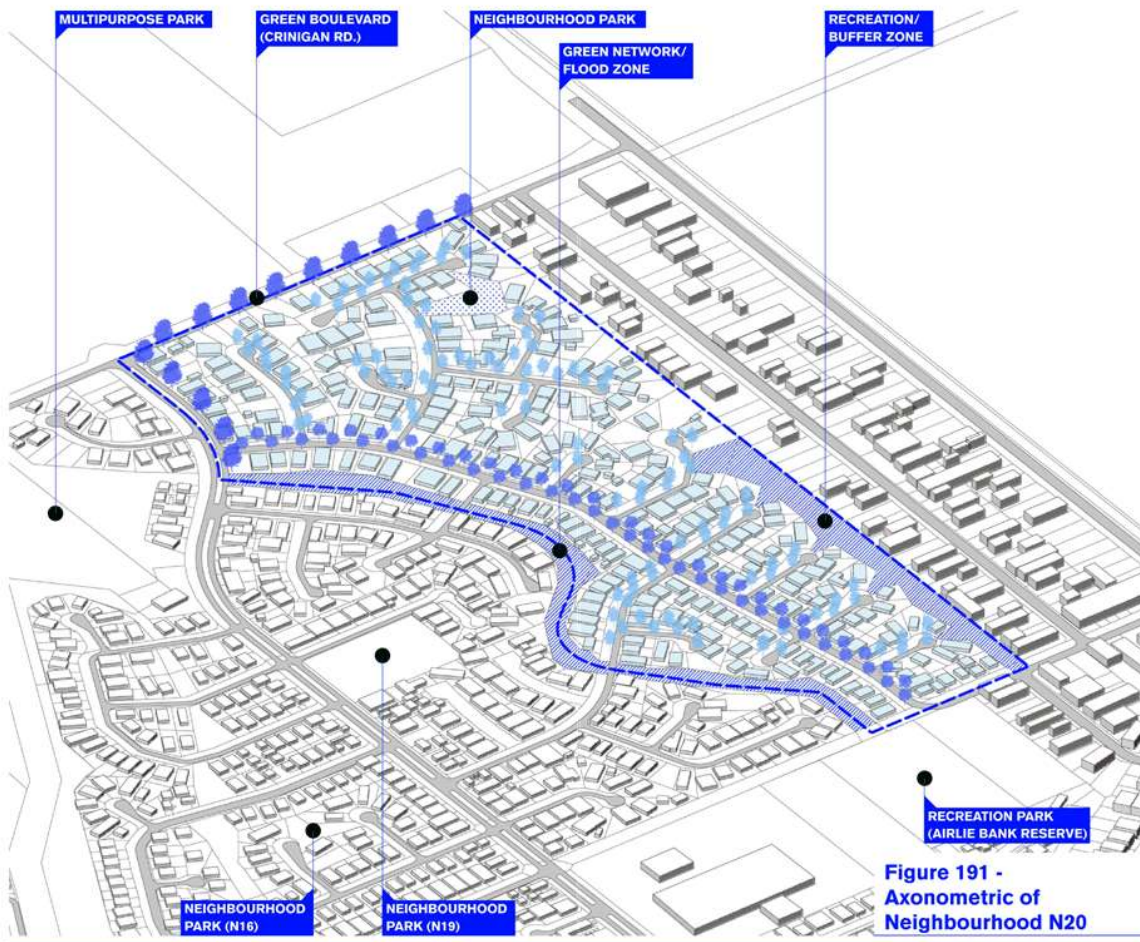 MULTIPURPOSE PARK
GREEN BOULEVARD
(CRINIGAN RD.)
NEIGHBOURHOOD PARK
GREEN NETWORK/
FLOOD ZONE
RECREATION/
BUFFER ZONE
RECREATION PARK
(AIRLIE BANK RESERVE)
NEIGHBOURHOOD
PARK (N16)
NEIGHBOURHOOD
PARK (N19)
Figure 191 -
Axonometric of
Neighbourhood N20